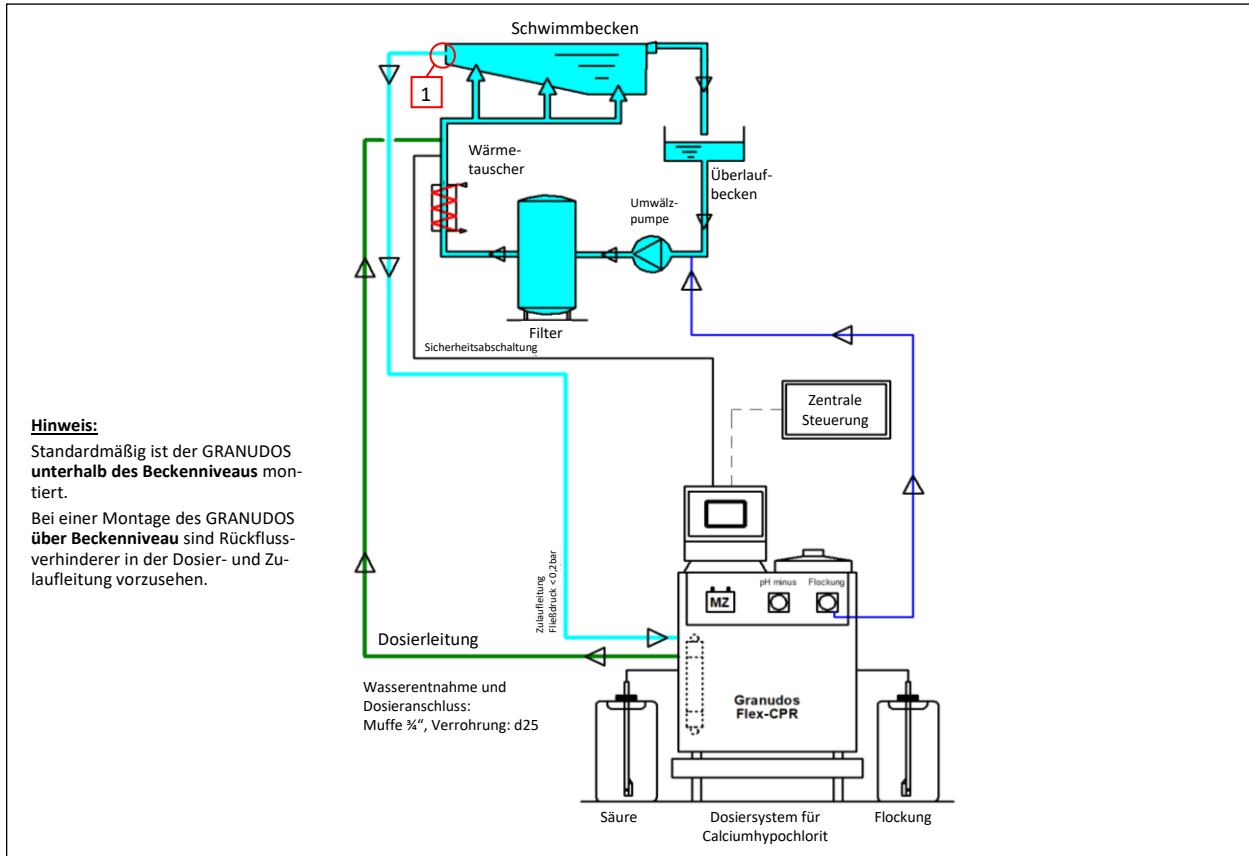 Schwimmbecken
1
Wärme-
tauscher
Überlauf-
becken
Umwälz-
pumpe
Filter
Sicherheitsabschaltung
Zentrale
Steuerung
Hinweis:
Standardmäßig ist der GRANUDOS
unterhalb des Beckenniveaus mon-
tiert.
Bei einer Montage des GRANUDOS
über Beckenniveau sind Rückfluss-
verhinderer in der Dosier- und Zu-
laufleitung vorzusehen.
Zulaufleitung
Fließdruck < 0,2bar
pH minus
Flockung
MZ
Dosierleitung
Wasserentnahme und
Dosieranschluss:
Muffe ¾“, Verrohrung: d25
Granudos
Flex-CPR
Säure
Dosiersystem für
Calciumhypochlorit
Flockung